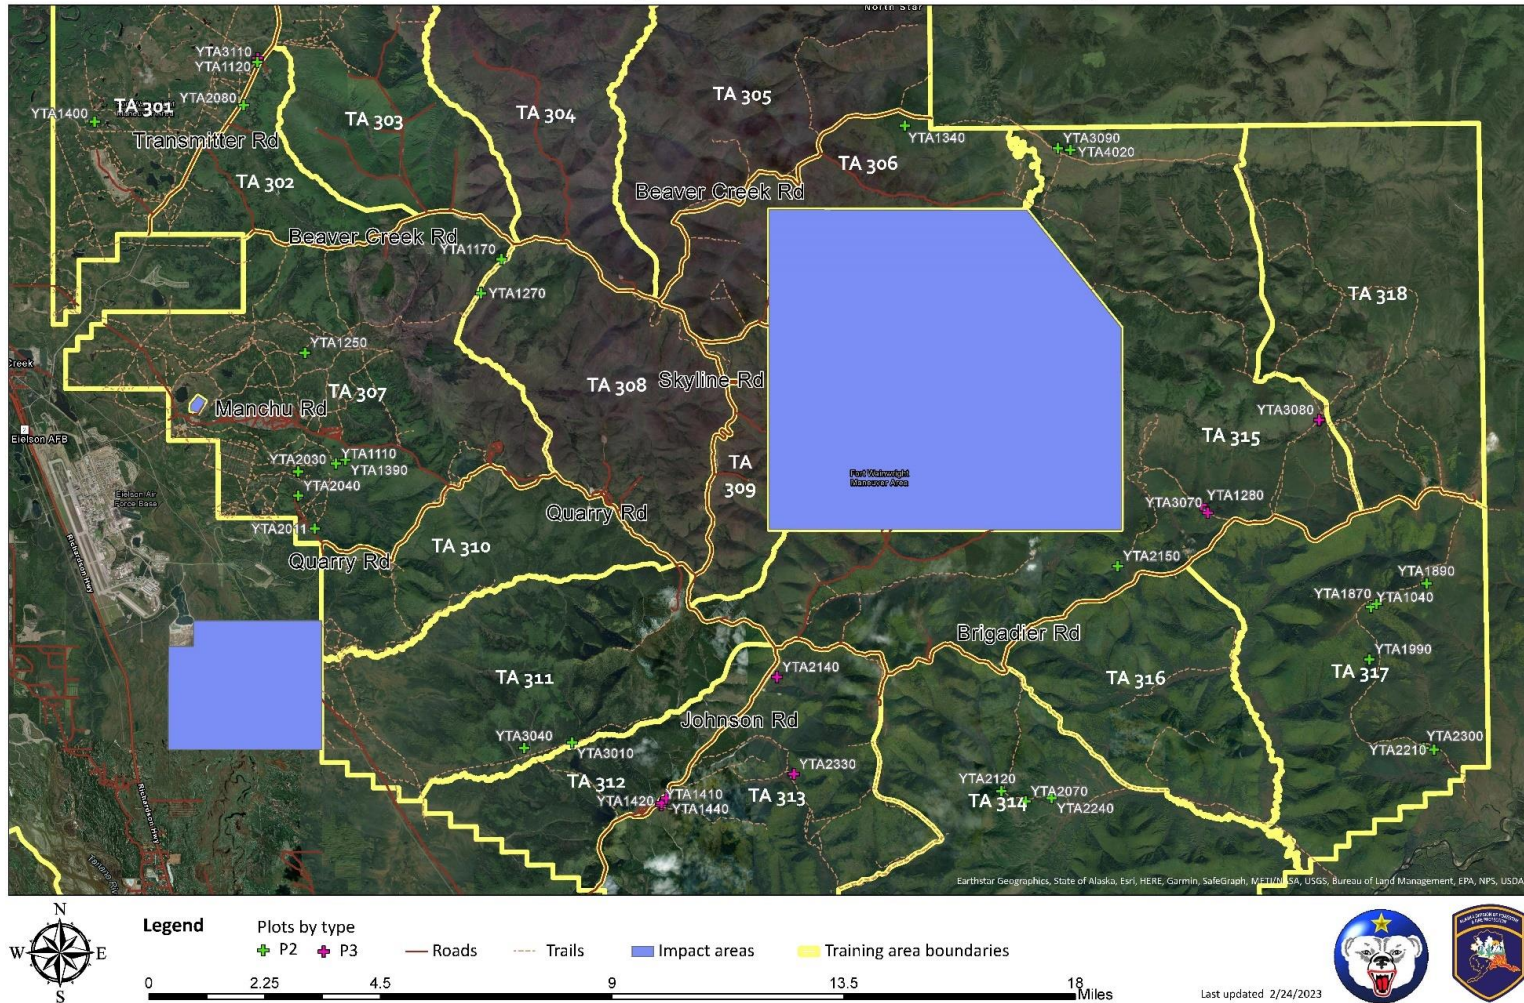 North Star
YTA3110
YTA1120
YTA2080
YTA1400
TA 301
Transmitter Rd
TA 302
TA 303
TA 304
TA 305
YTA1340
TA 306
YTA3090
YTA4020
Beaver Creek Rd
Beaver Creek Rd
YTA1170
YTA1270
TA 318
YTA1250
Creek
TA 307
Manchu Rd
TA 308
Skyline Rd
Eielson AFB
YTA3080
TA 315
YTA2030
YTA1110
YTA1390
YTA2040
TA
309
Fort Wainwright
Maneuver Area
Eielson Air
Force Base
YTA3070
YTA1280
YTA2011
Quarry Rd
Quarry Rd
TA 310
Richardson Hwy
YTA2150
YTA1890
YTA1870
YTA1040
Brigadier Rd
YTA1990
TA 317
TA 311
YTA2140
TA 316
Johnson Rd
YTA3040
YTA3010
YTA2300
YTA2210
TA 312
YTA2330
TA 313
YTA1420
YTA1410
YTA1440
YTA2120
TA 314
YTA2070
YTA2240
Richardson Hwy
Earthstar Geographics, State of Alaska, Esri, HERE, Garmin, SafeGraph, METI/NASA, USGS, Bureau of Land Management, EPA, NPS, USDA
N
W
E
S
Legend
Plots by type
P2
P3
Roads
Trails
Impact areas
Training area boundaries
0
2.25
4.5
9
13.5
18
Miles
Last updated 2/24/2023